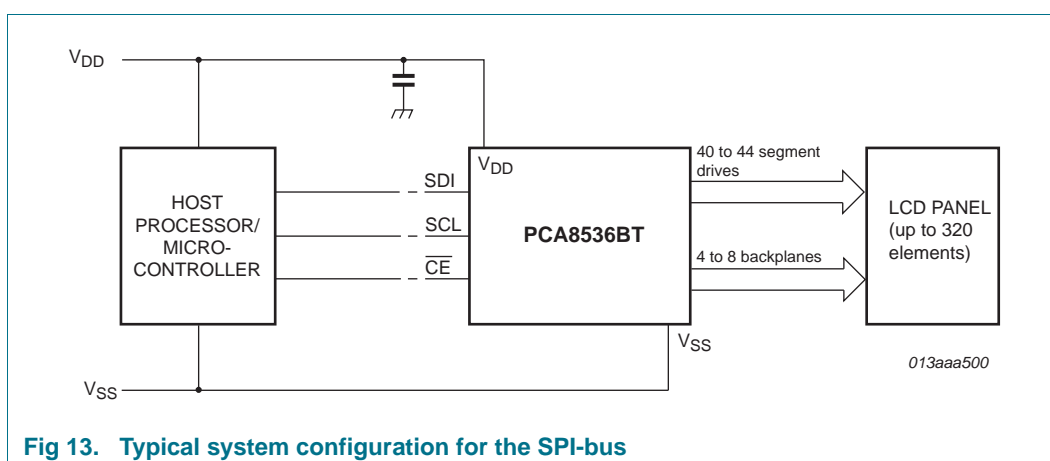 VDD
HOST
PROCESSOR/
MICRO-
CONTROLLER
SDI
SCL
CE
VDD
PCA8536BT
VSS
40 to 44 segment
drives
4 to 8 backplanes
LCD PANEL
(up to 320
elements)
VSS
013aaa500
Fig 13. Typical system configuration for the SPI-bus